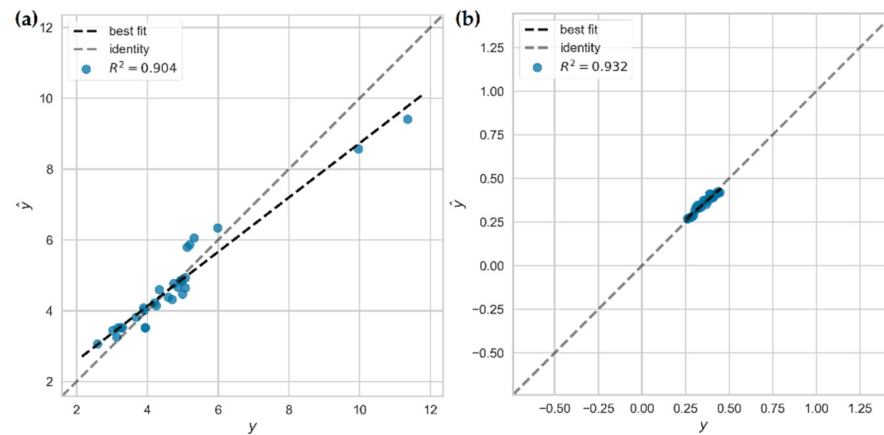 (a)
best fit
identity
R² = 0.904
12
10
8
6
4
2
ŷ
2 4 6 8 10 12
y
(b)
best fit
identity
R² = 0.932
1.25
1.00
0.75
0.50
0.25
0.00
−0.25
−0.50
ŷ
−0.50 −0.25 0.00 0.25 0.50 0.75 1.00 1.25
y